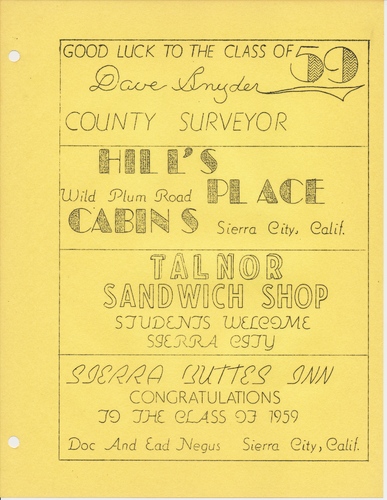 GOOD LUCK TO THE CLASS OF 59
Dave Snyder
COUNTY SURVEYOR
HILL'S
Wild Plum Road PLACE
CABINS Sierra City, Calif.
TALNOR
SANDWICH SHOP
STUDENTS WELCOME
SIERRA CITY
SIERRA BUTTES INN
CONGRATULATIONS
TO THE CLASS OF 1959
Doc And Ead Negus Sierra City, Calif.